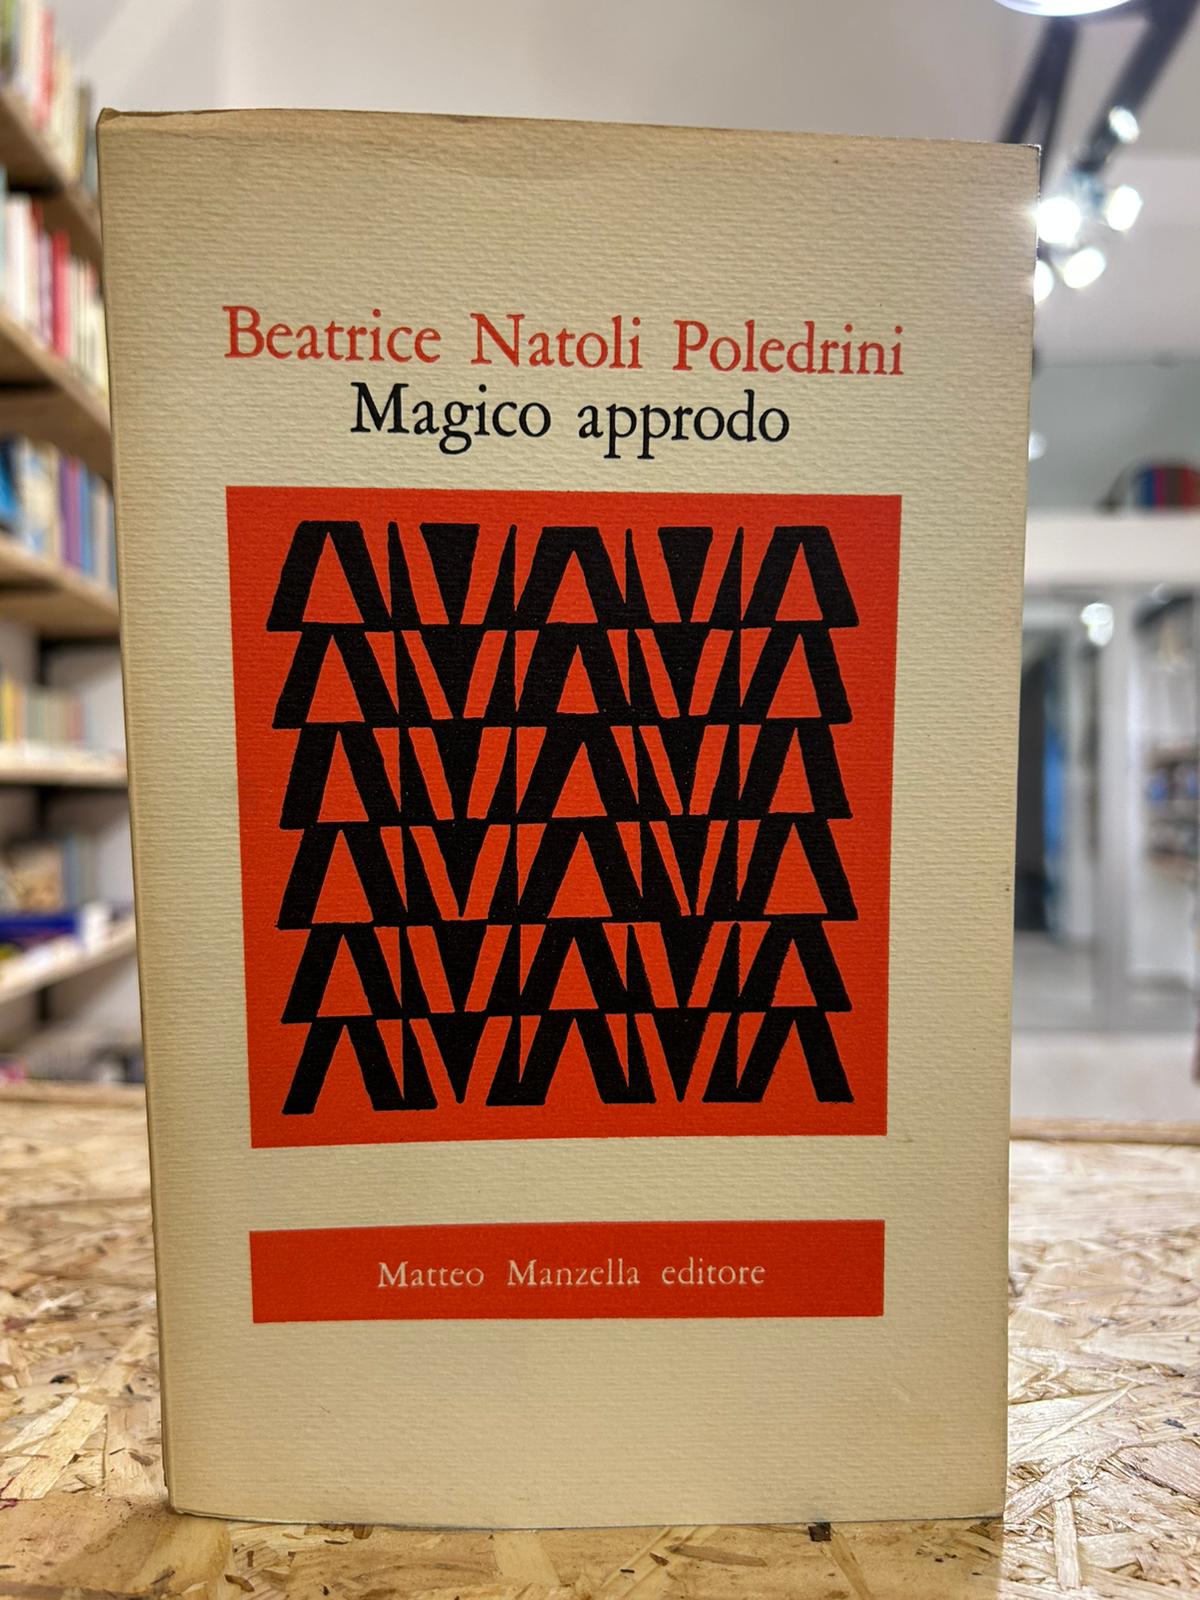 Beatrice Natoli Poledrini
Magico approdo
Matteo Manzella editore